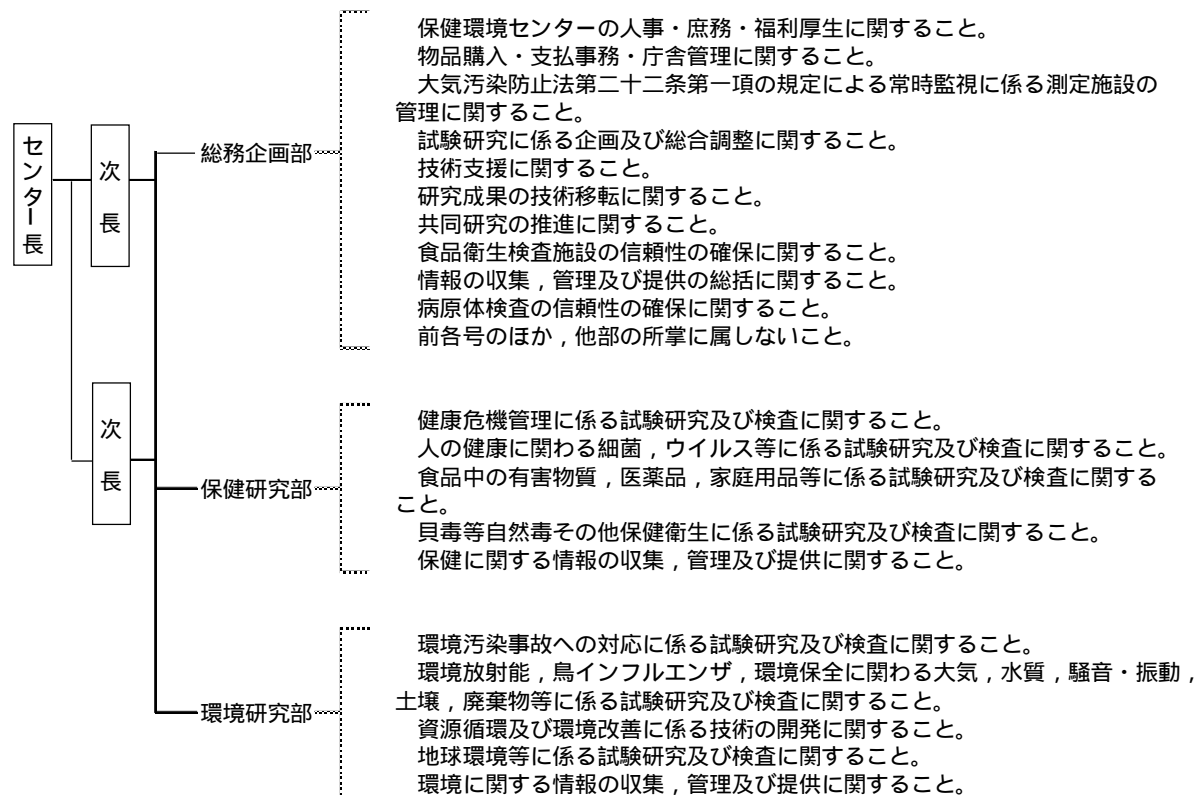 センター長
次長
総務企画部
保健環境センターの人事・庶務・福利厚生に関すること。
物品購入・支払事務・庁舎管理に関すること。
大気汚染防止法第二十二条第一項の規定による常時監視に係る測定施設の
管理に関すること。
試験研究に係る企画及び総合調整に関すること。
技術支援に関すること。
研究成果の技術移転に関すること。
共同研究の推進に関すること。
食品衛生検査施設の信頼性の確保に関すること。
情報の収集，管理及び提供の総括に関すること。
病原体検査の信頼性の確保に関すること。
前各号のほか，他部の所掌に属しないこと。
次長
保健研究部
健康危機管理に係る試験研究及び検査に関すること。
人の健康に関わる細菌，ウイルス等に係る試験研究及び検査に関すること。
食品中の有害物質，医薬品，家庭用品等に係る試験研究及び検査に関する
こと。
貝毒等自然毒その他保健衛生に係る試験研究及び検査に関すること。
保健に関する情報の収集，管理及び提供に関すること。
環境研究部
環境汚染事故への対応に係る試験研究及び検査に関すること。
環境放射能，鳥インフルエンザ，環境保全に関わる大気，水質，騒音・振動，
土壌，廃棄物等に係る試験研究及び検査に関すること。
資源循環及び環境改善に係る技術の開発に関すること。
地球環境等に係る試験研究及び検査に関すること。
環境に関する情報の収集，管理及び提供に関すること。